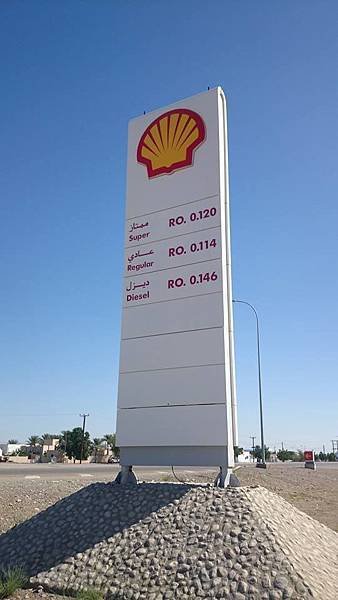 ممتاز
Super RO. 0.120
عادي
Regular RO. 0.114
ديزل
Diesel RO. 0.146